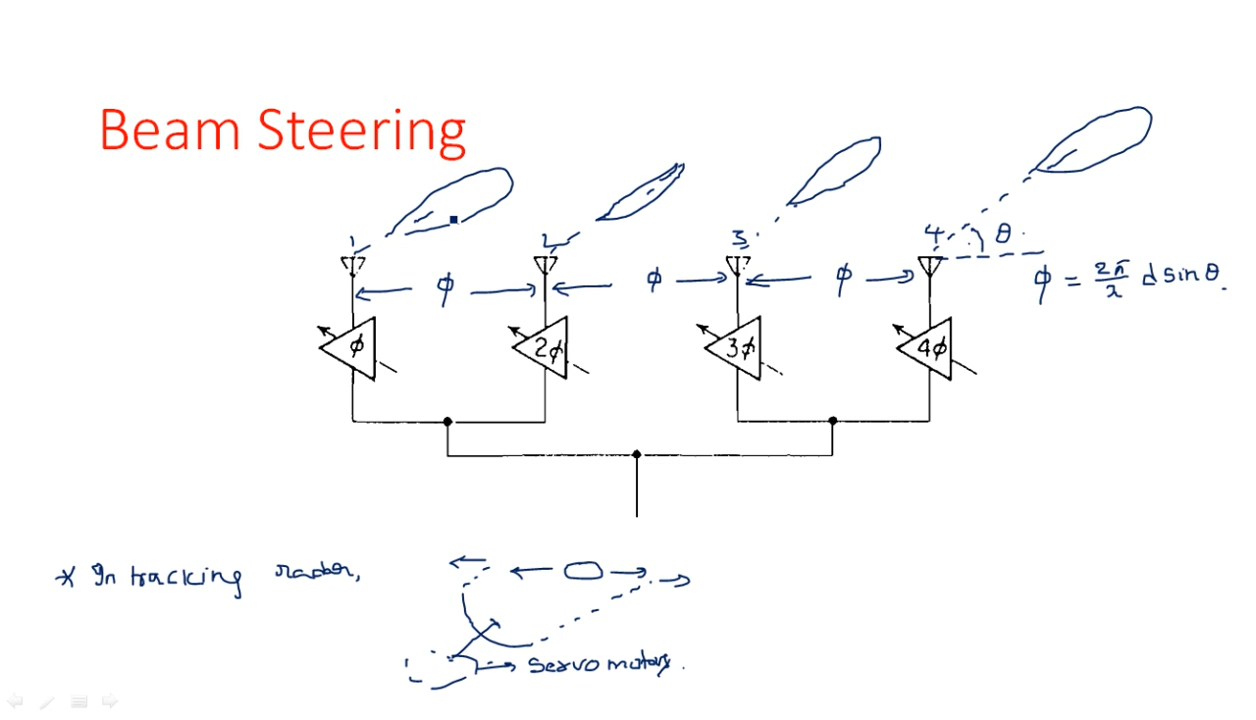 Beam Steering
1 2 3 4 θ
ϕ ϕ ϕ ϕ = 2π/λ d sin θ.
ϕ 2ϕ 3ϕ 4ϕ
* In tracking radar,
→ Servo motors.